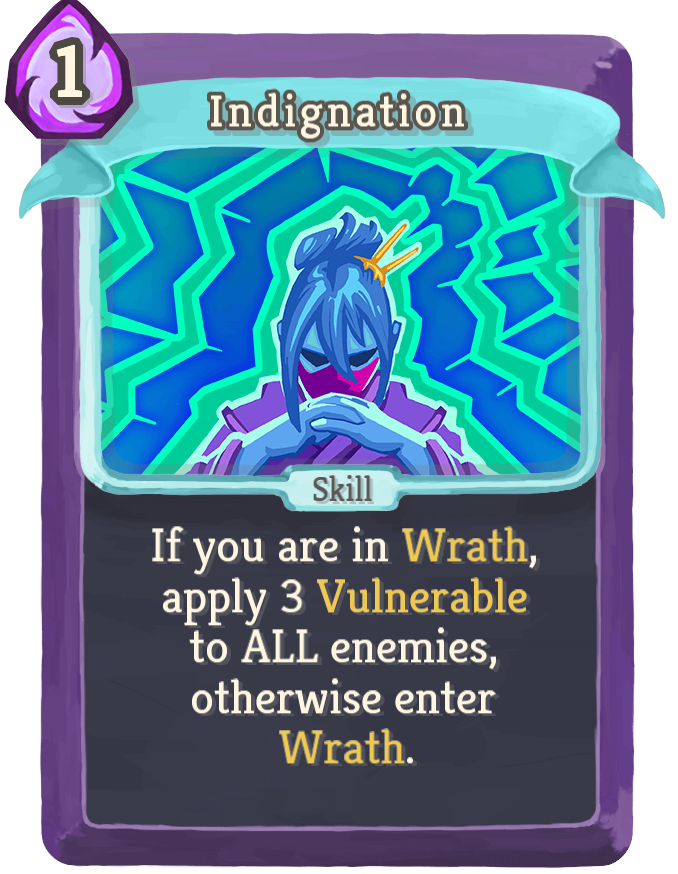 1
Indignation
Skill
If you are in Wrath,
apply 3 Vulnerable
to ALL enemies,
otherwise enter
Wrath.